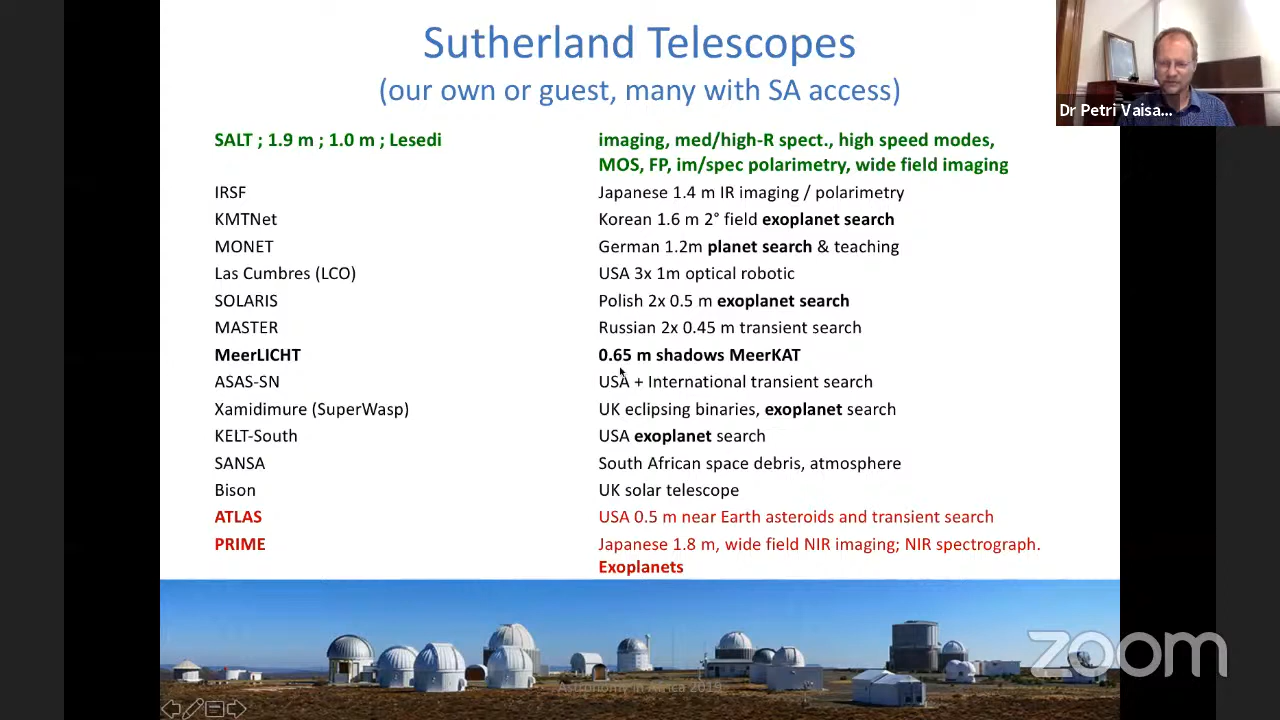 Sutherland Telescopes
(our own or guest, many with SA access)
Dr Petri Vaisa...
SALT ; 1.9 m ; 1.0 m ; Lesedi
imaging, med/high-R spect., high speed modes,
MOS, FP, im/spec polarimetry, wide field imaging
IRSF
Japanese 1.4 m IR imaging / polarimetry
KMTNet
Korean 1.6 m 2° field exoplanet search
MONET
German 1.2m planet search & teaching
Las Cumbres (LCO)
USA 3x 1m optical robotic
SOLARIS
Polish 2x 0.5 m exoplanet search
MASTER
Russian 2x 0.45 m transient search
MeerLICHT
0.65 m shadows MeerKAT
ASAS-SN
USA + International transient search
Xamidimure (SuperWasp)
UK eclipsing binaries, exoplanet search
KELT-South
USA exoplanet search
SANSA
South African space debris, atmosphere
Bison
UK solar telescope
ATLAS
USA 0.5 m near Earth asteroids and transient search
PRIME
Japanese 1.8 m, wide field NIR imaging; NIR spectrograph.
Exoplanets
Astronomy in Africa 2019
zoom